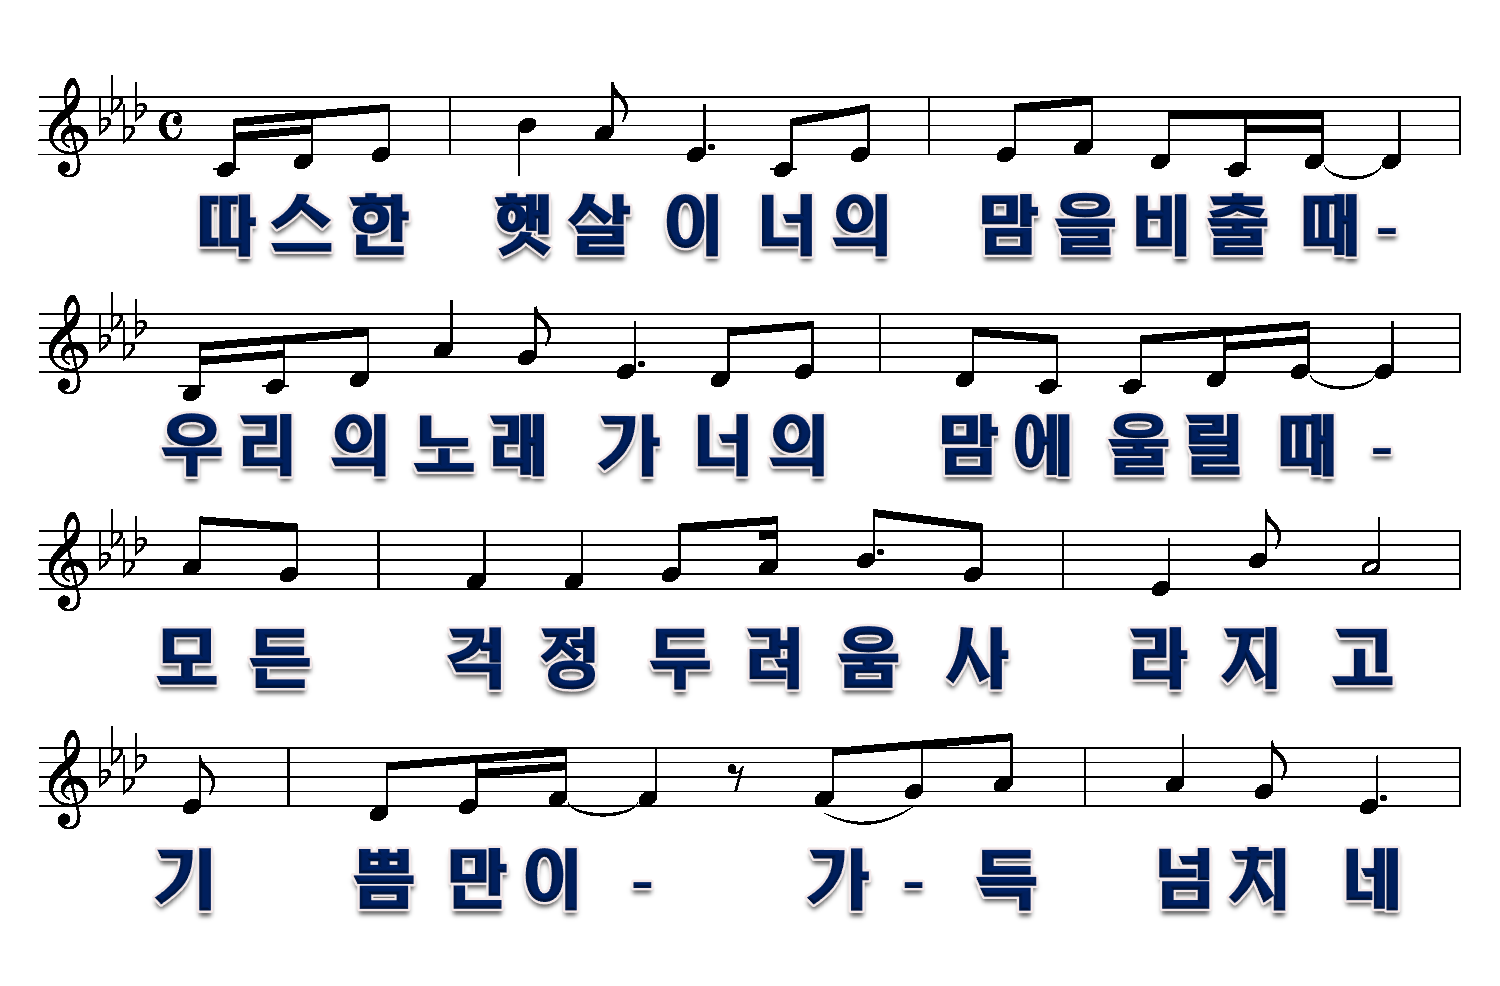 따스한 햇살 이 너의 맘을비출 때-
우리 의노래 가 너의 맘에 울릴 때 -
모 든 걱 정 두 려 움 사 라 지 고
기 쁨 만이 - 가 - 득 넘치 네